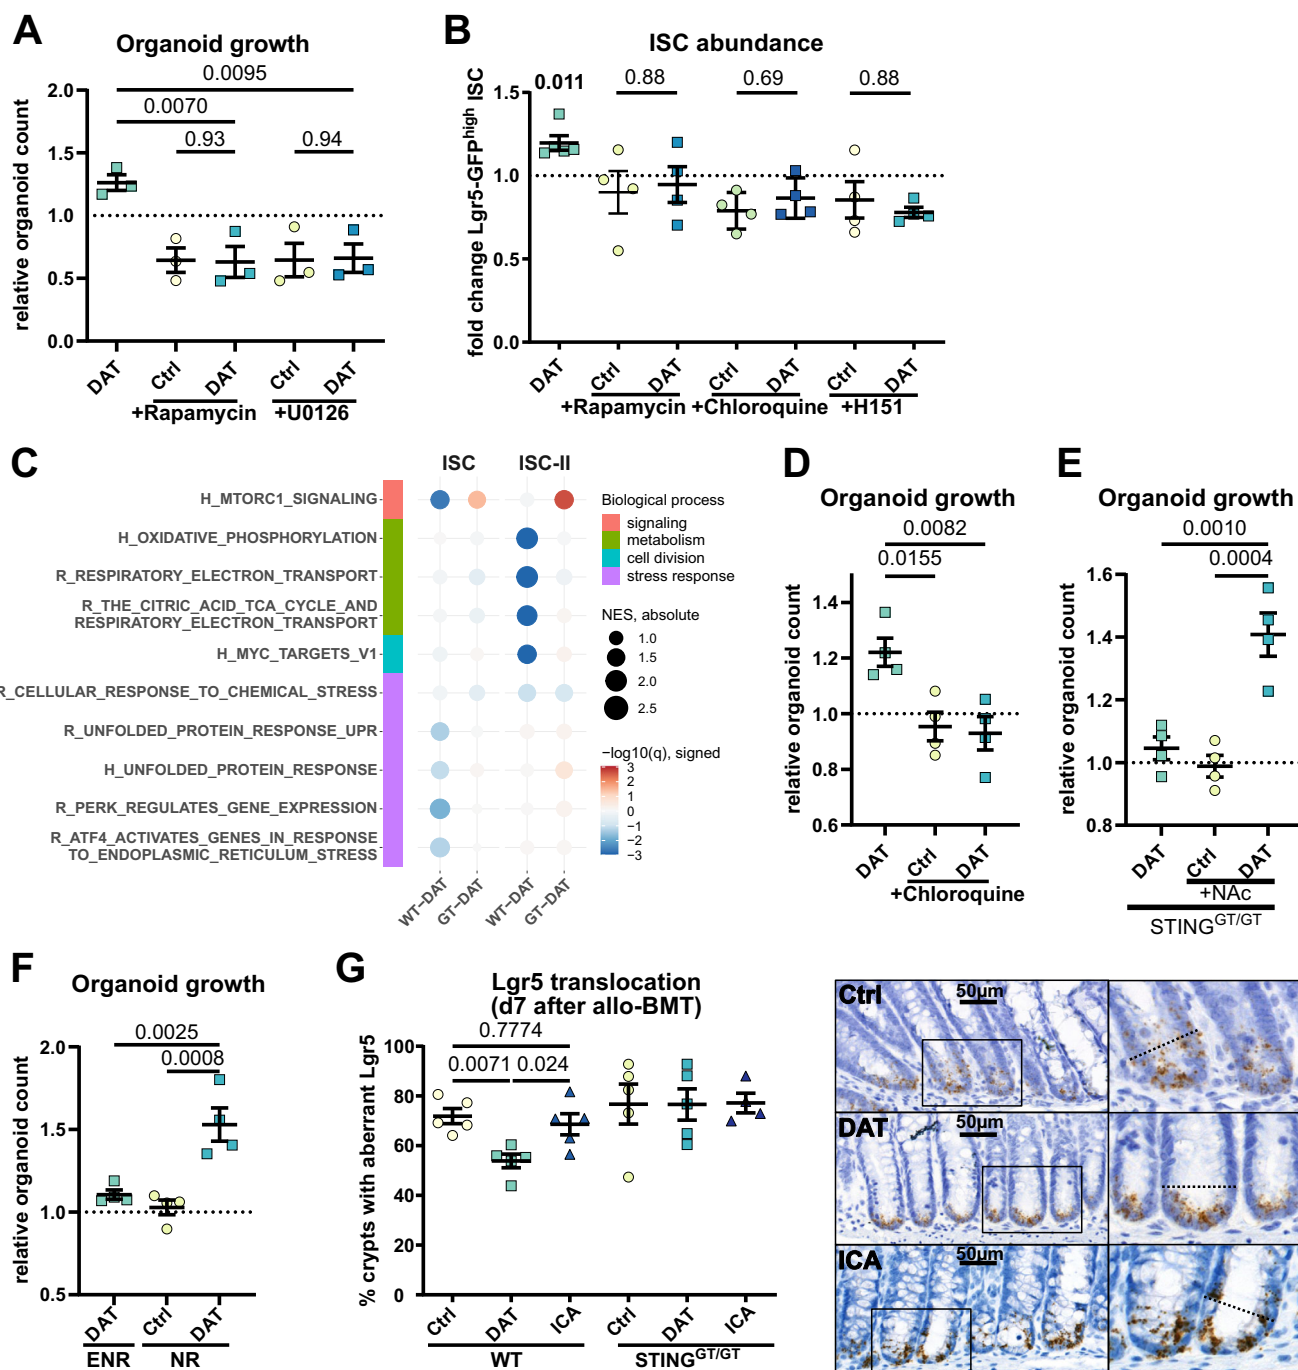 A
Organoid growth
0.0095
0.0070
0.93
0.94
relative organoid count
2.0
1.5
1.0
0.5
0.0
DAT
Ctrl
DAT
Ctrl
DAT
+Rapamycin
+U0126
B
ISC abundance
0.011
0.88
0.69
0.88
fold change Lgr5-GFPhigh ISC
1.5
1.0
0.5
0.0
DAT
Ctrl
DAT
Ctrl
DAT
Ctrl
DAT
+Rapamycin
+Chloroquine
+H151
C
ISC
ISC-II
H_MTORC1_SIGNALING
H_OXIDATIVE_PHOSPHORYLATION
R_RESPIRATORY_ELECTRON_TRANSPORT
R_THE_CITRIC_ACID_TCA_CYCLE_AND
RESPIRATORY_ELECTRON_TRANSPORT
H_MYC_TARGETS_V1
R_CELLULAR_RESPONSE_TO_CHEMICAL_STRESS
R_UNFOLDED_PROTEIN_RESPONSE_UPR
H_UNFOLDED_PROTEIN_RESPONSE
R_PERK_REGULATES_GENE_EXPRESSION
R_ATF4_ACTIVATES_GENES_IN_RESPONSE
TO_ENDOPLASMIC_RETICULUM_STRESS
WT−DAT
GT−DAT
WT−DAT
GT−DAT
Biological process
signaling
metabolism
cell division
stress response
NES, absolute
1.0
1.5
2.0
2.5
−log10(q), signed
3
2
1
0
−1
−2
−3
D
Organoid growth
0.0082
0.0155
relative organoid count
1.4
1.2
1.0
0.8
0.6
DAT
Ctrl
DAT
+Chloroquine
E
Organoid growth
0.0010
0.0004
relative organoid count
1.6
1.4
1.2
1.0
0.8
DAT
Ctrl
DAT
+NAc
STINGGT/GT
F
Organoid growth
0.0025
0.0008
relative organoid count
2.0
1.5
1.0
0.5
DAT
Ctrl
DAT
ENR
NR
G
Lgr5 translocation
(d7 after allo-BMT)
0.7774
0.0071
0.024
% crypts with aberrant Lgr5
100
80
60
40
20
0
Ctrl
DAT
ICA
Ctrl
DAT
ICA
WT
STINGGT/GT
Ctrl
50µm
DAT
50µm
ICA
50µm